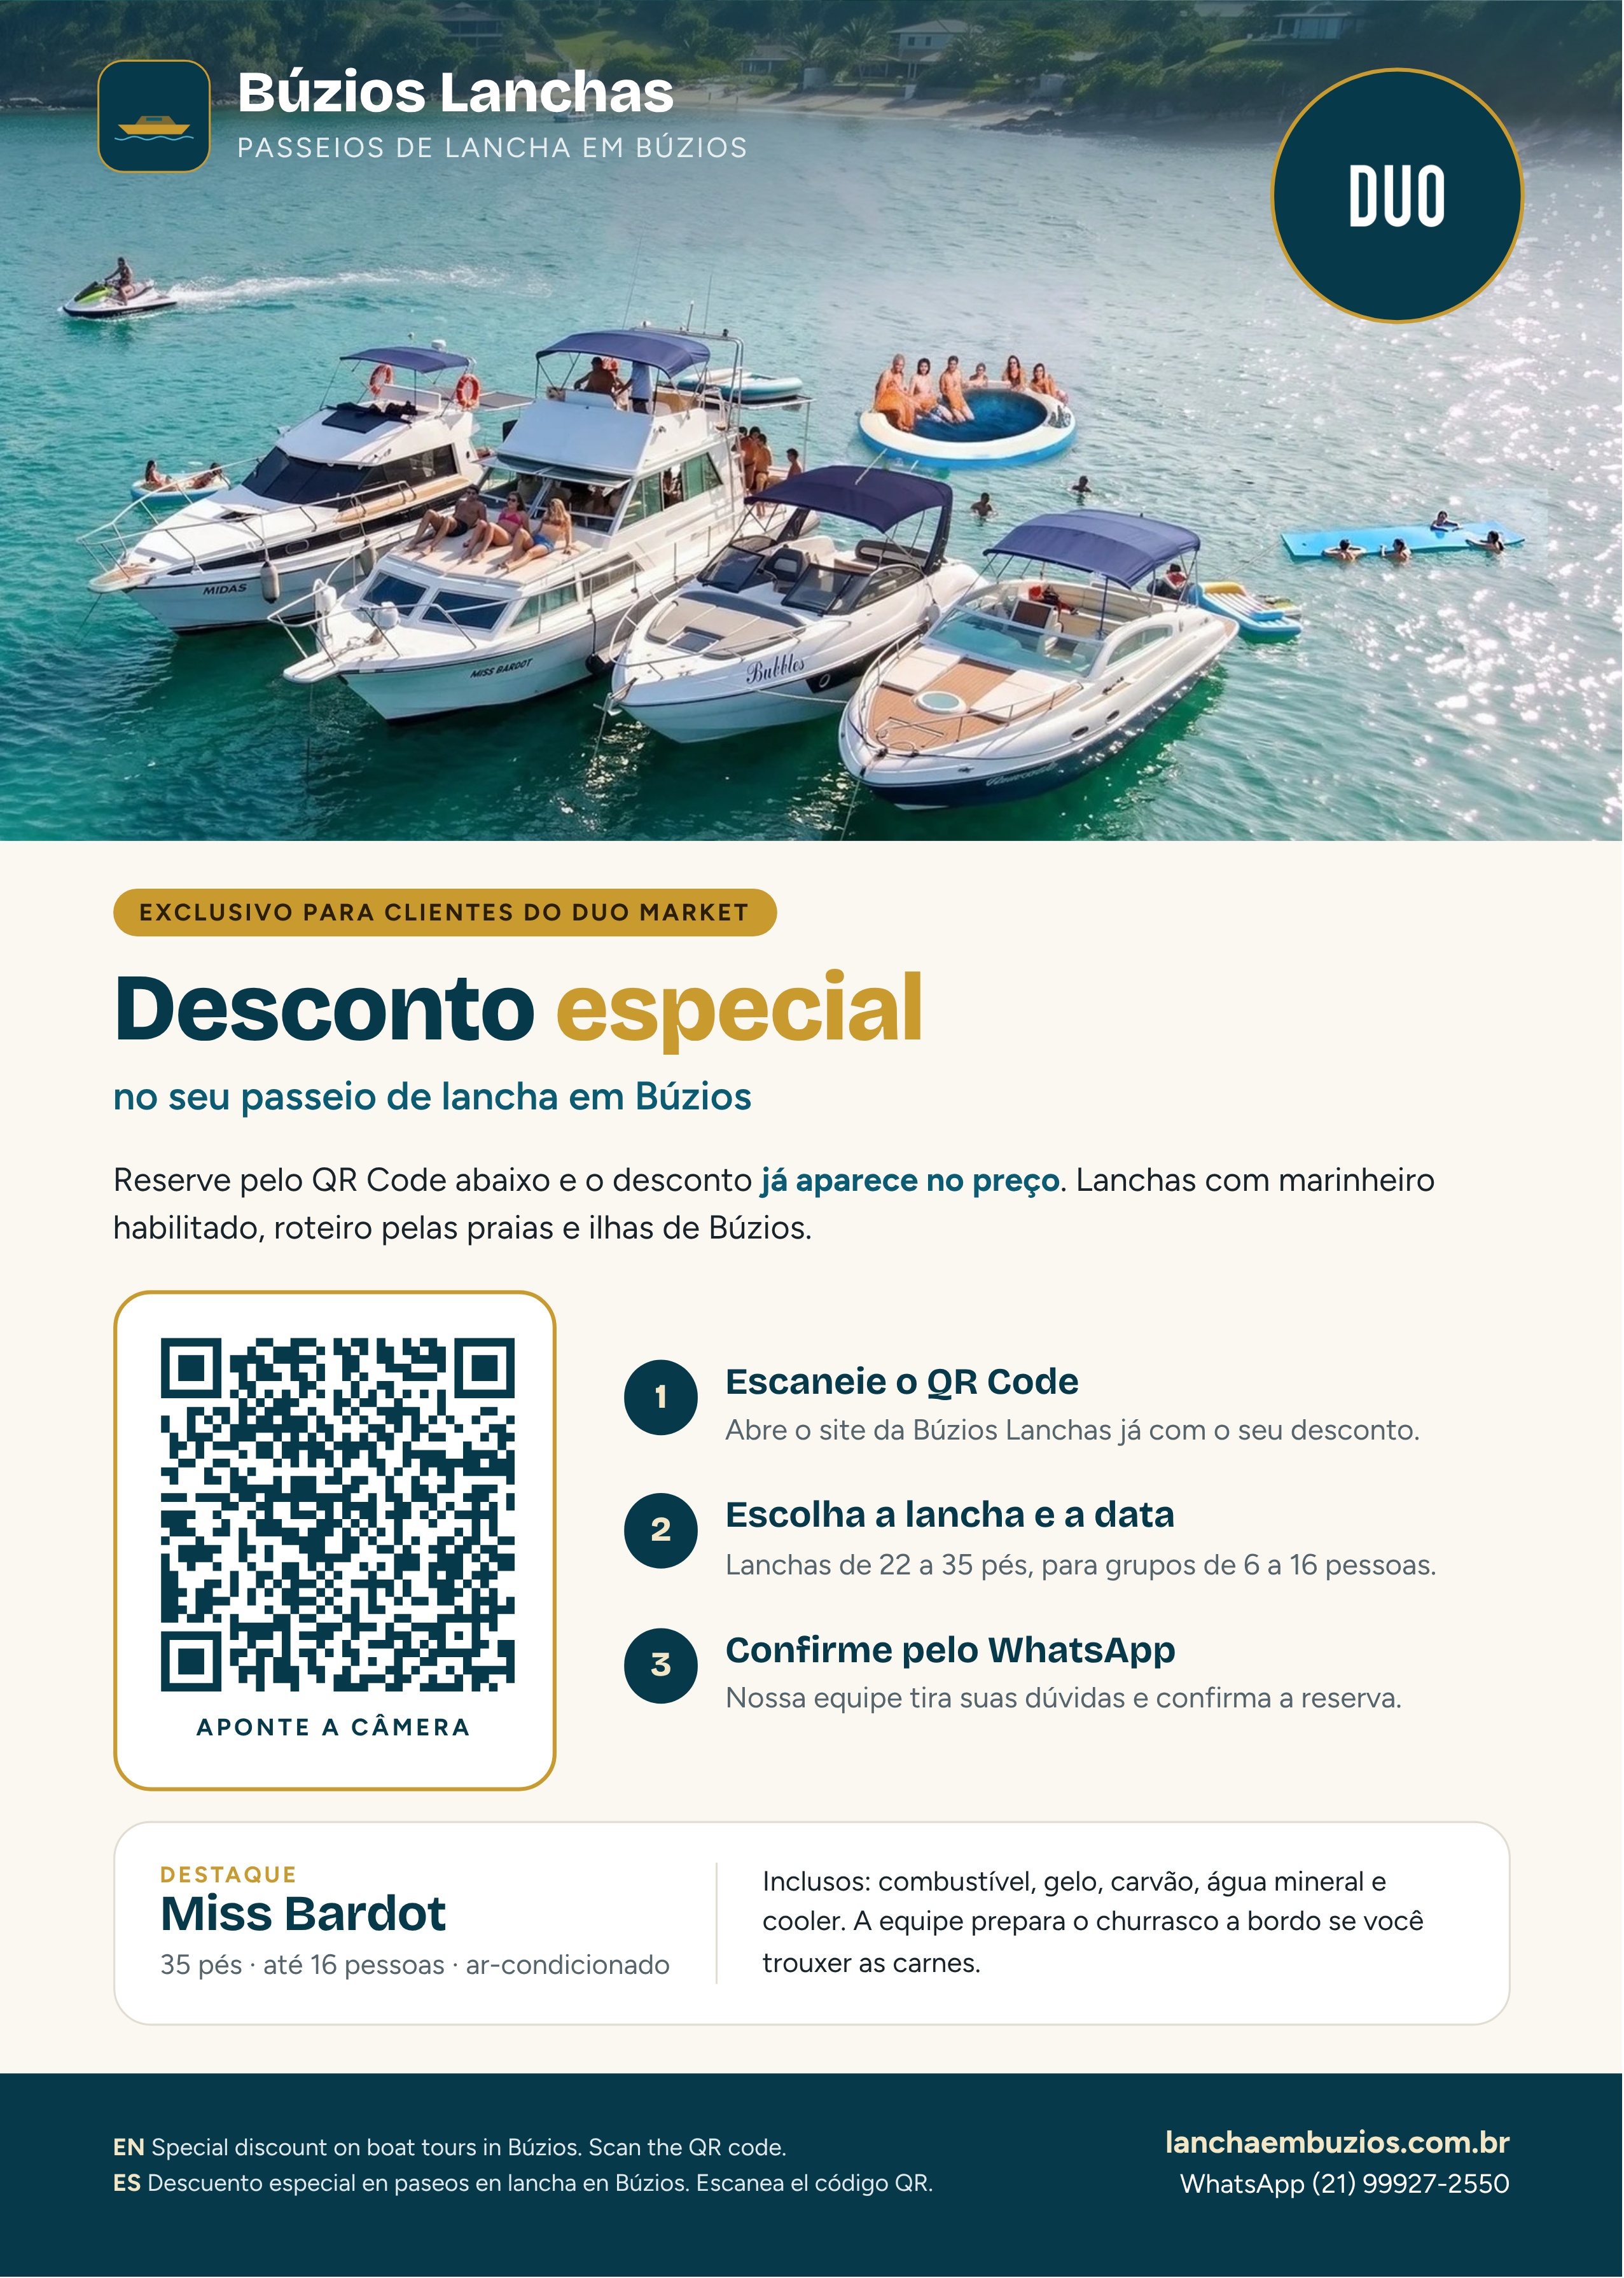 Búzios Lanchas
PASSEIOS DE LANCHA EM BÚZIOS
DUO
MIDAS
MISS BARDOT
Bubbles
EXCLUSIVO PARA CLIENTES DO DUO MARKET
Desconto especial
no seu passeio de lancha em Búzios
Reserve pelo QR Code abaixo e o desconto já aparece no preço. Lanchas com marinheiro
habilitado, roteiro pelas praias e ilhas de Búzios.
APONTE A CÂMERA
1
Escaneie o QR Code
Abre o site da Búzios Lanchas já com o seu desconto.
2
Escolha a lancha e a data
Lanchas de 22 a 35 pés, para grupos de 6 a 16 pessoas.
3
Confirme pelo WhatsApp
Nossa equipe tira suas dúvidas e confirma a reserva.
DESTAQUE
Miss Bardot
35 pés · até 16 pessoas · ar-condicionado
Inclusos: combustível, gelo, carvão, água mineral e
cooler. A equipe prepara o churrasco a bordo se você
trouxer as carnes.
EN Special discount on boat tours in Búzios. Scan the QR code.
ES Descuento especial en paseos en lancha en Búzios. Escanea el código QR.
lanchaembuzios.com.br
WhatsApp (21) 99927-2550